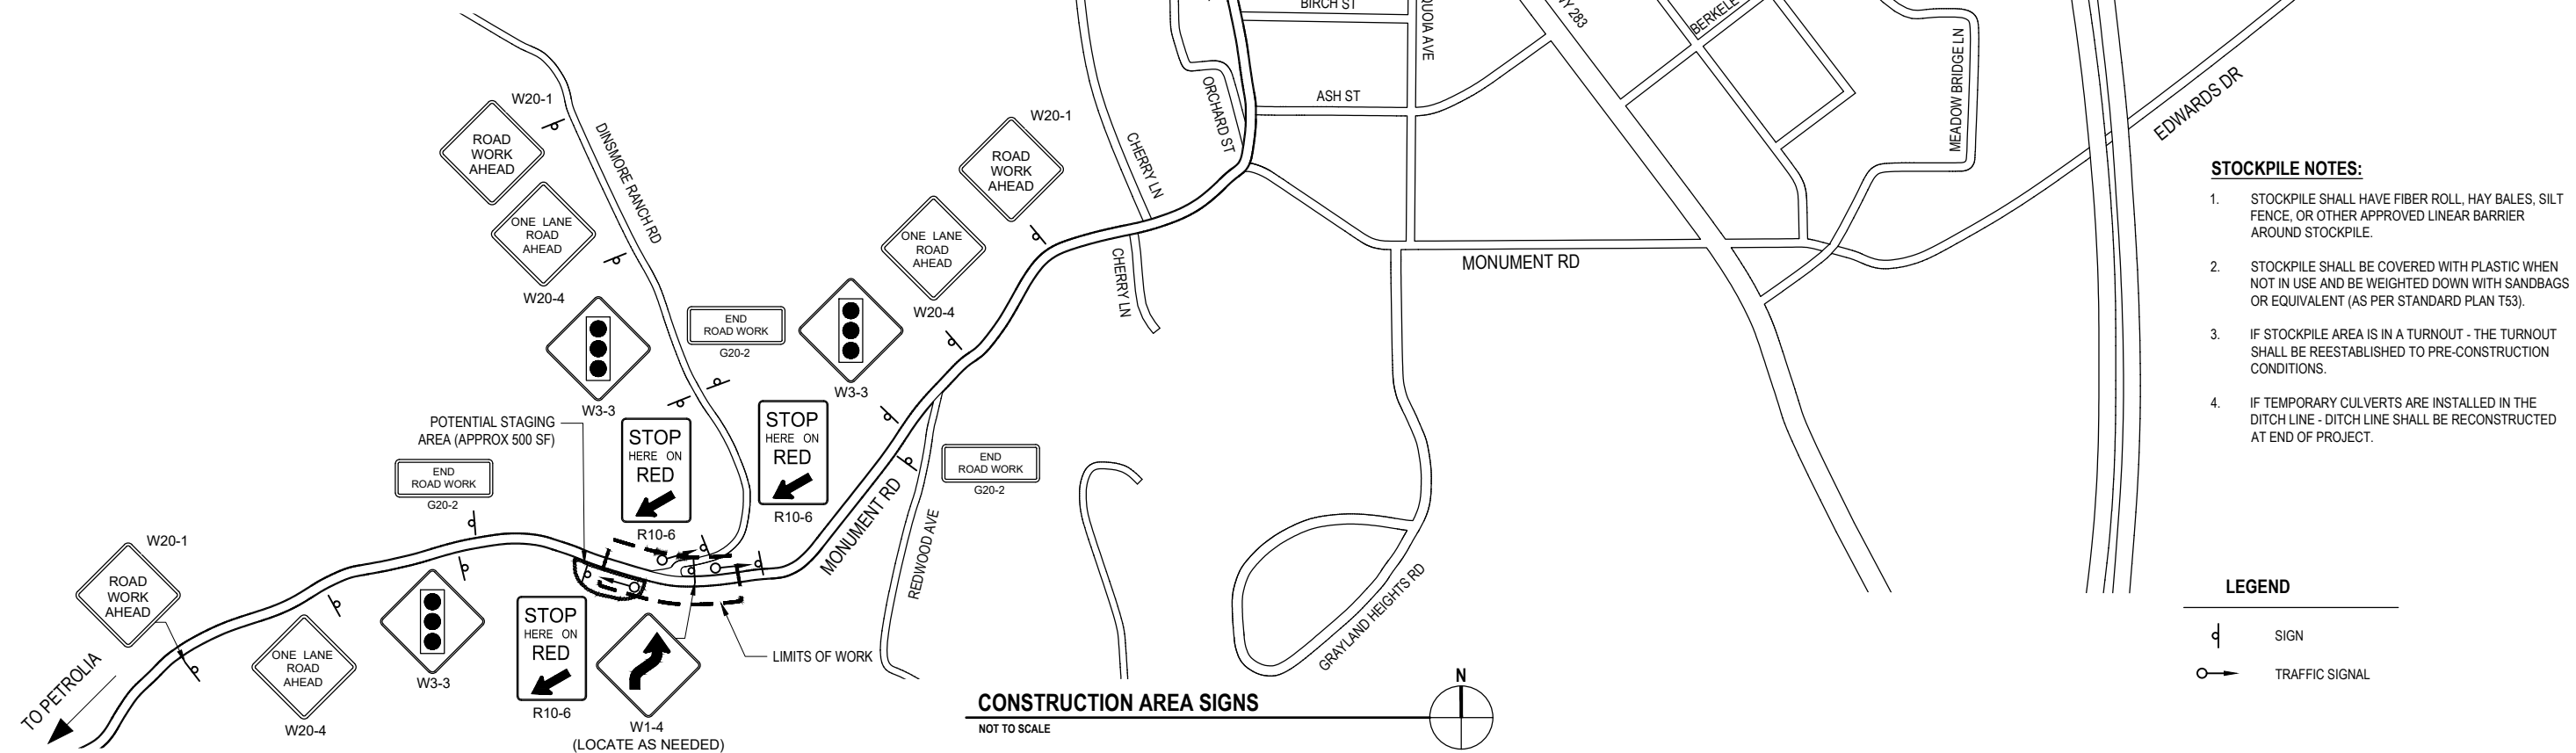 BIRCH ST
ASH ST
ORCHARD ST
CHERRY LN
CHERRY LN
MEADOW BRIDGE LN
EDWARDS DR
MONUMENT RD
DINSMORE RANCH RD
W20-1
ROAD
WORK
AHEAD
ONE LANE
ROAD
AHEAD
W20-4
W3-3
END
ROAD WORK
G20-2
W20-1
ROAD
WORK
AHEAD
ONE LANE
ROAD
AHEAD
W20-4
W3-3
POTENTIAL STAGING
AREA (APPROX 500 SF)
STOP
HERE ON
RED
R10-6
STOP
HERE ON
RED
R10-6
END
ROAD WORK
G20-2
END
ROAD WORK
G20-2
MONUMENT RD
REDWOOD AVE
GRAYLAND HEIGHTS RD
W20-1
ROAD
WORK
AHEAD
TO PETROLIA
ONE LANE
ROAD
AHEAD
W20-4
W3-3
STOP
HERE ON
RED
R10-6
W1-4
(LOCATE AS NEEDED)
LIMITS OF WORK
CONSTRUCTION AREA SIGNS
NOT TO SCALE
N
STOCKPILE NOTES:
1. STOCKPILE SHALL HAVE FIBER ROLL, HAY BALES, SILT
FENCE, OR OTHER APPROVED LINEAR BARRIER
AROUND STOCKPILE.
2. STOCKPILE SHALL BE COVERED WITH PLASTIC WHEN
NOT IN USE AND BE WEIGHTED DOWN WITH SANDBAGS
OR EQUIVALENT (AS PER STANDARD PLAN T53).
3. IF STOCKPILE AREA IS IN A TURNOUT - THE TURNOUT
SHALL BE REESTABLISHED TO PRE-CONSTRUCTION
CONDITIONS.
4. IF TEMPORARY CULVERTS ARE INSTALLED IN THE
DITCH LINE - DITCH LINE SHALL BE RECONSTRUCTED
AT END OF PROJECT.
LEGEND
SIGN
TRAFFIC SIGNAL
QUOIA AVE
Y 283
BERKELE